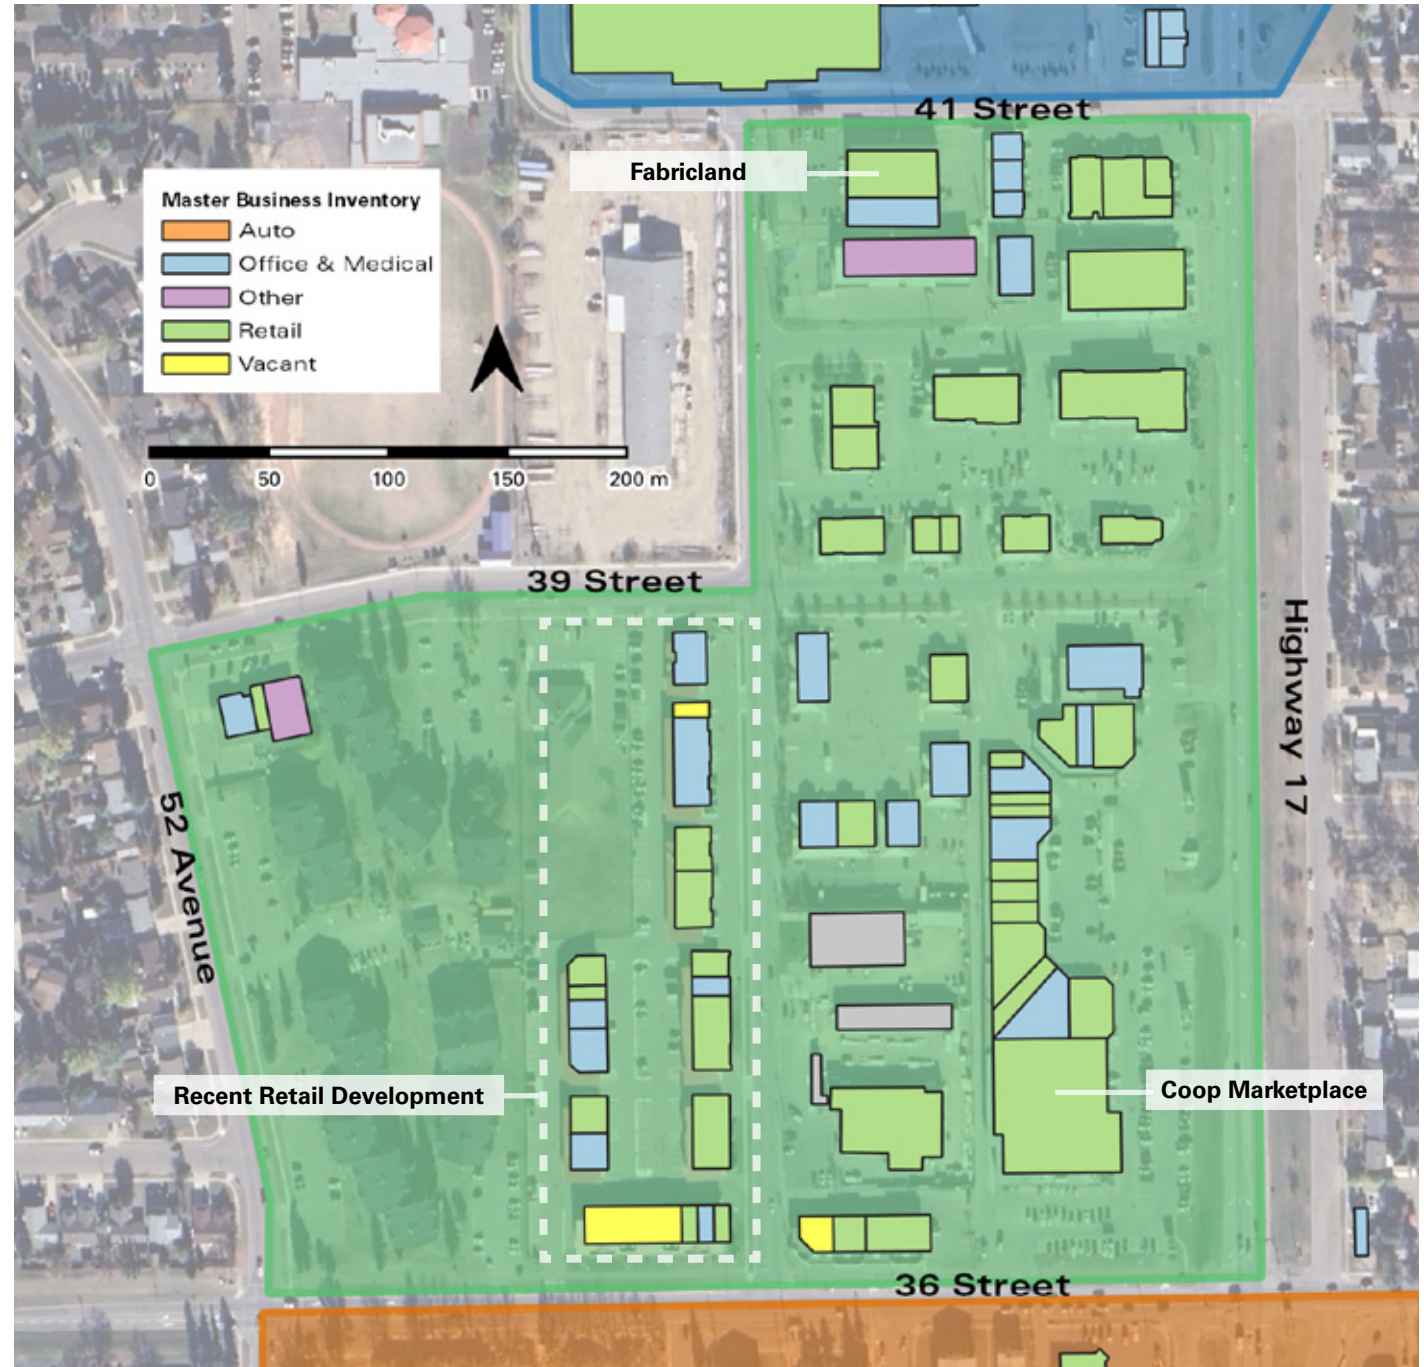 41 Street
Fabricland
Master Business Inventory
Auto
Office & Medical
Other
Retail
Vacant
0 50 100 150 200 m
39 Street
Highway 17
52 Avenue
Recent Retail Development
Coop Marketplace
36 Street